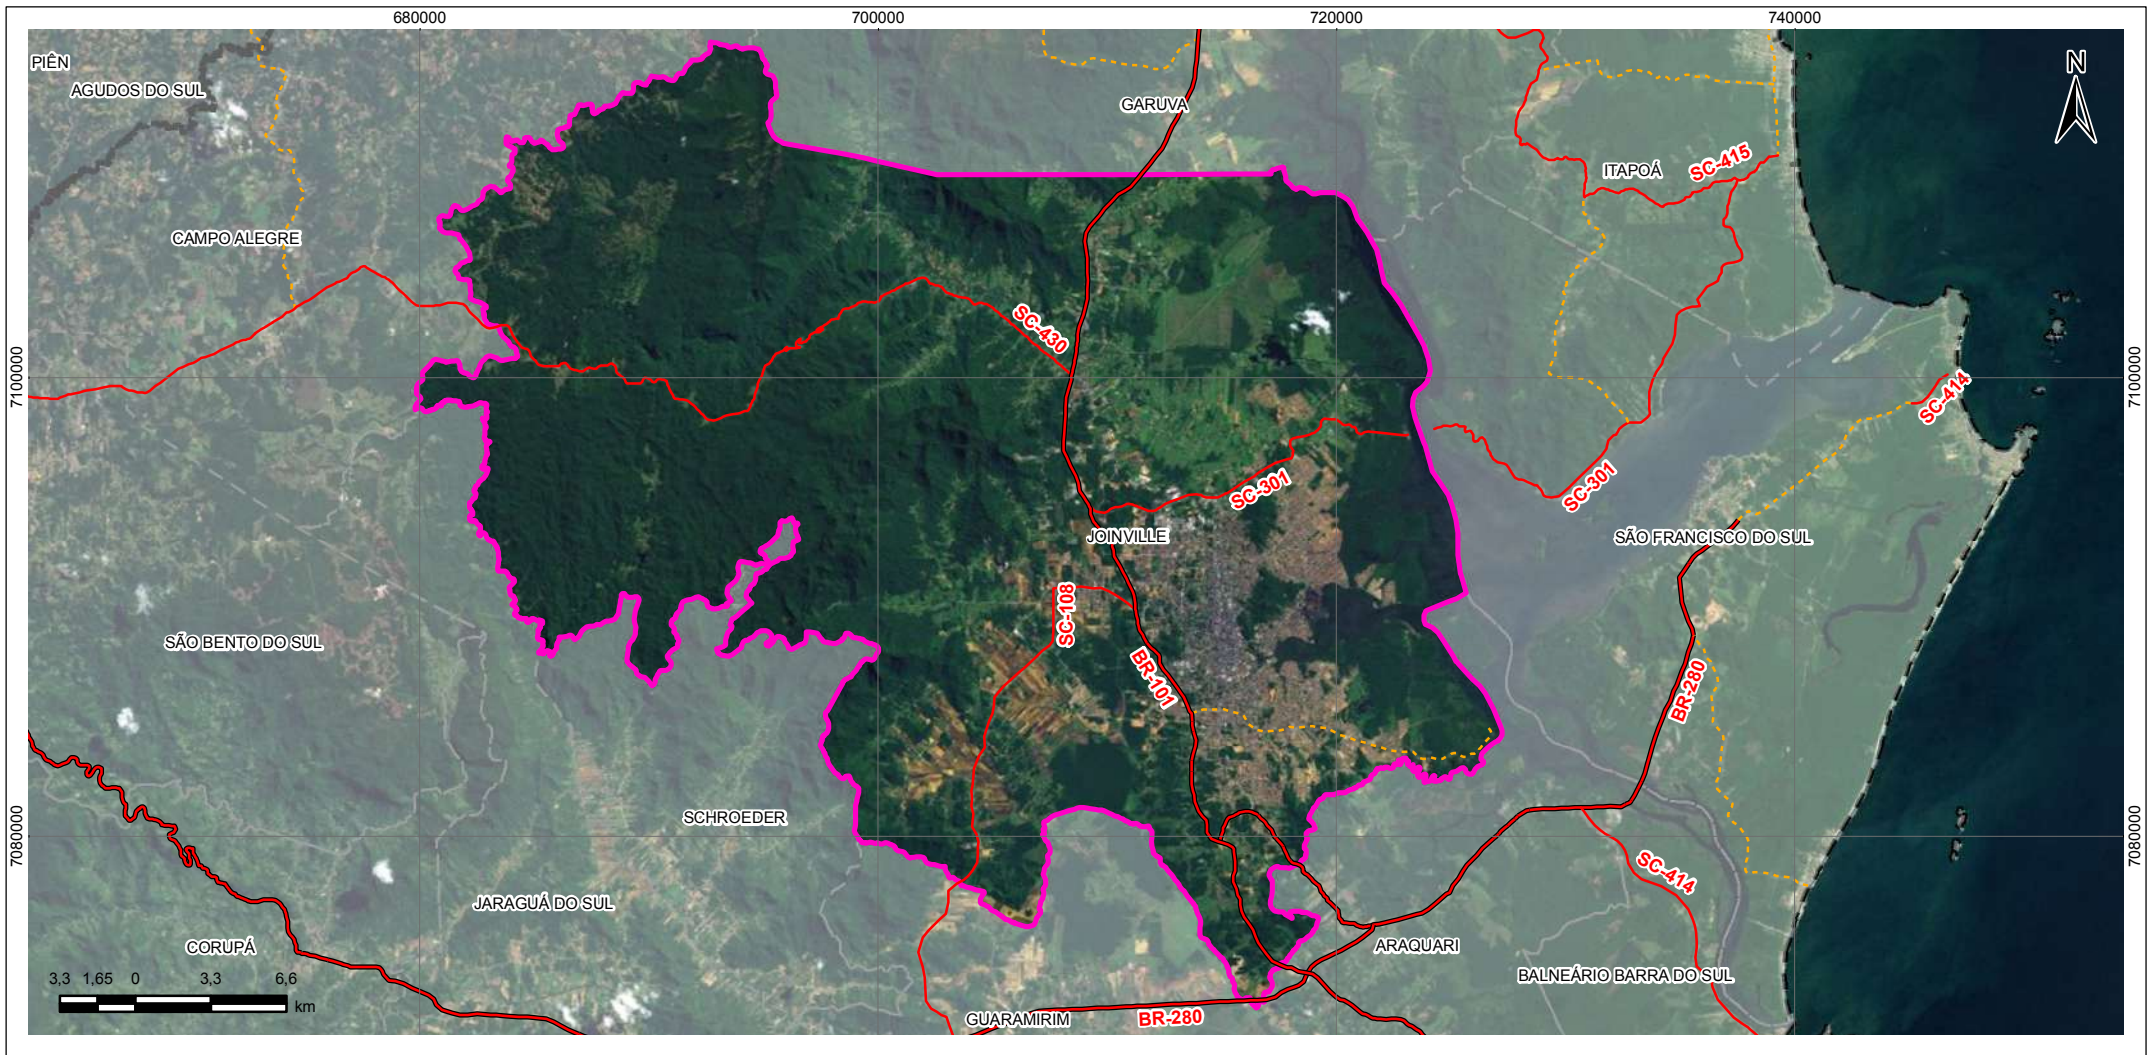 680000
700000
720000
740000
PIÊN
AGUDOS DO SUL
N
GARUVA
SC-415
ITAPOÁ
CAMPO ALEGRE
SC-430
7100000
7100000
SC-414
SC-301
SC-301
JOINVILLE
SÃO FRANCISCO DO SUL
SC-108
SÃO BENTO DO SUL
BR-101
BR-280
SCHROEDER
7080000
7080000
SC-414
JARAGUÁ DO SUL
CORUPÁ
ARAQUARI
BALNEÁRIO BARRA DO SUL
3,3 1,65 0 3,3 6,6
km
GUARAMIRIM
BR-280